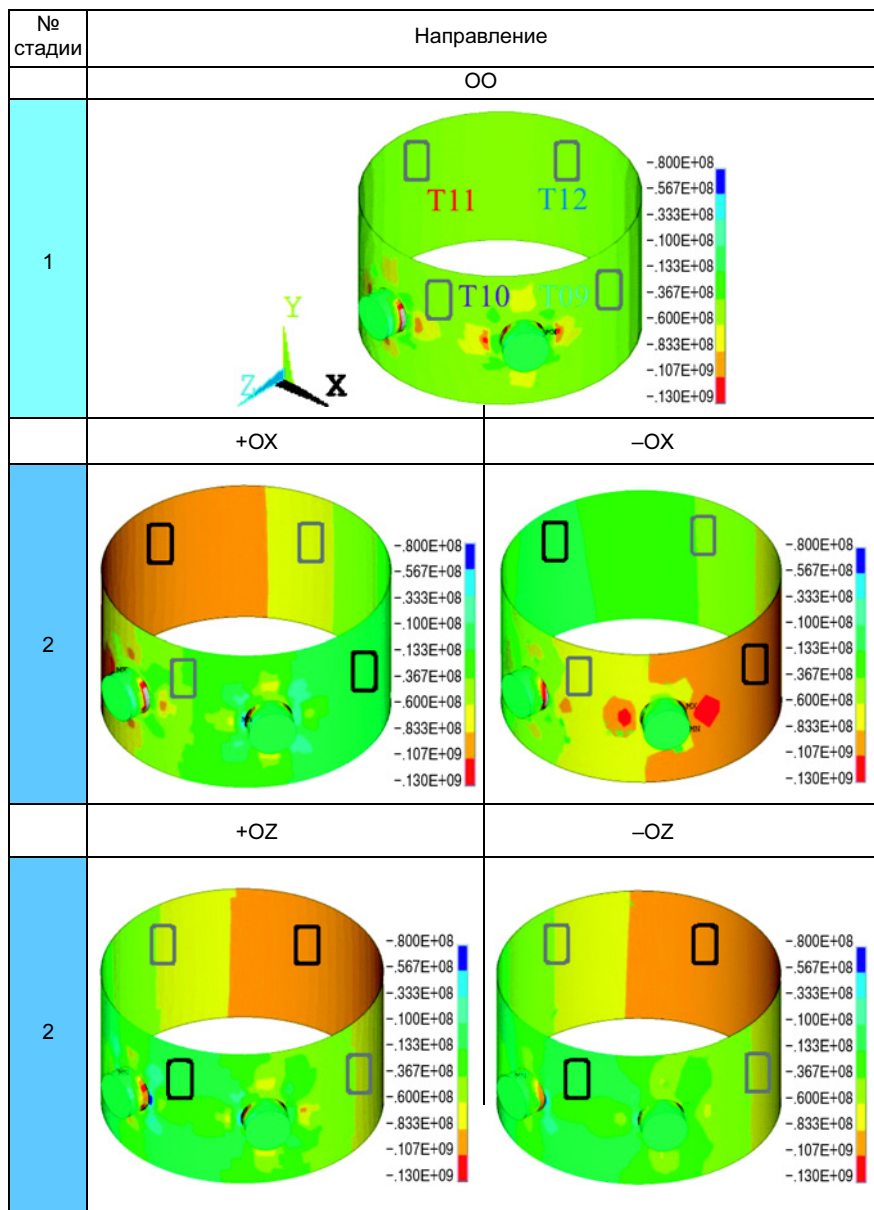 №
стадии
Направление
OO
1
T11
T12
T10
T09
Y
Z
X
-.800E+08
-.567E+08
-.333E+08
-.100E+08
-.133E+08
-.367E+08
-.600E+08
-.833E+08
-.107E+09
-.130E+09
+OX
–OX
2
-.800E+08
-.567E+08
-.333E+08
-.100E+08
-.133E+08
-.367E+08
-.600E+08
-.833E+08
-.107E+09
-.130E+09
MX
MN
-.800E+08
-.567E+08
-.333E+08
-.100E+08
-.133E+08
-.367E+08
-.600E+08
-.833E+08
-.107E+09
-.130E+09
+OZ
–OZ
2
-.800E+08
-.567E+08
-.333E+08
-.100E+08
-.133E+08
-.367E+08
-.600E+08
-.833E+08
-.107E+09
-.130E+09
-.800E+08
-.567E+08
-.333E+08
-.100E+08
-.133E+08
-.367E+08
-.600E+08
-.833E+08
-.107E+09
-.130E+09